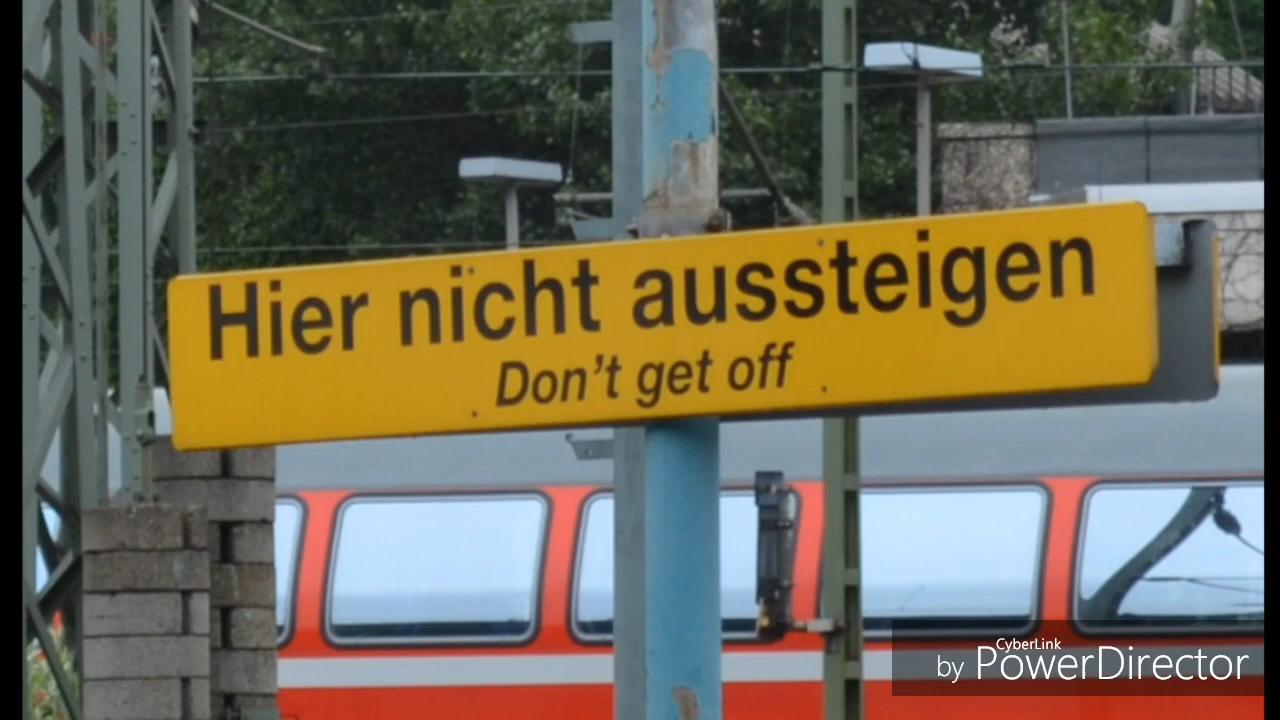 Hier nicht aussteigen
Don't get off
CyberLink
by PowerDirector